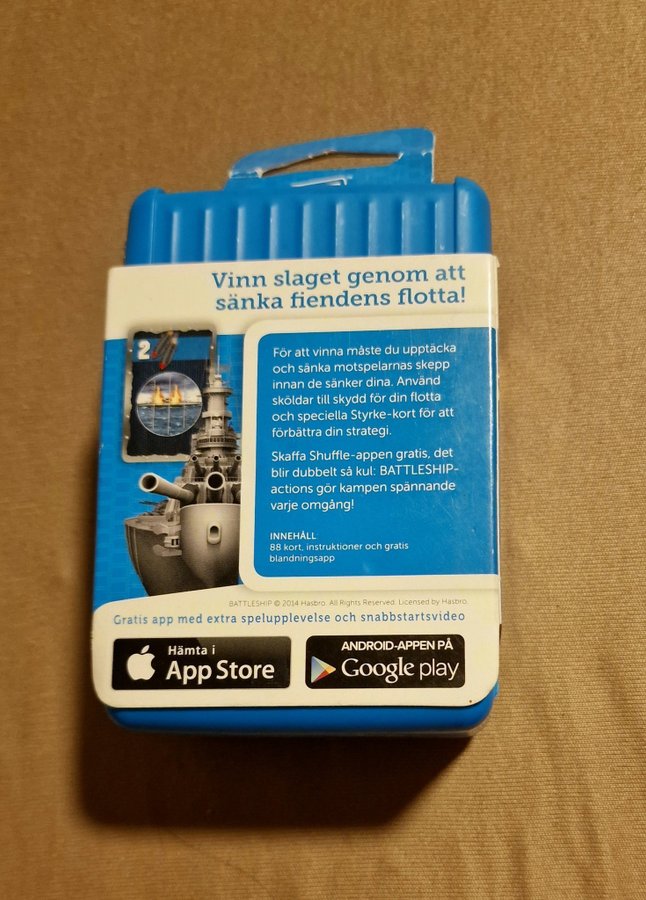 Vinn slaget genom att
sänka fiendens flotta!
2
För att vinna måste du upptäcka
och sänka motspelarnas skepp
innan de sänker dina. Använd
sköldar till skydd för din flotta
och speciella Styrke-kort för att
förbättra din strategi.
Skaffa Shuffle-appen gratis, det
blir dubbelt så kul: BATTLESHIP-
actions gör kampen spännande
varje omgång!
INNEHÅLL
88 kort, instruktioner och gratis
blandningsapp
BATTLESHIP © 2014 Hasbro. All Rights Reserved. Licensed by Hasbro.
Gratis app med extra spelupplevelse och snabbstartsvideo
Hämta i
App Store
ANDROID-APPEN PÅ
Google play